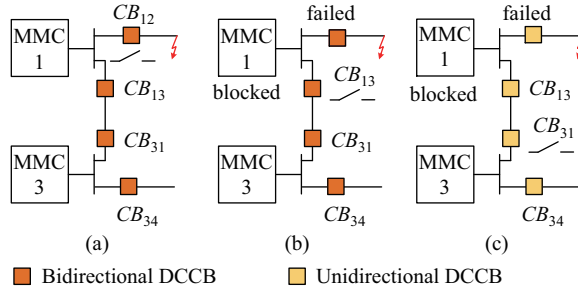 CB12
MMC
1
CB13
CB31
MMC
3
CB34
(a)
failed
MMC
1
blocked
CB13
CB31
MMC
3
CB34
(b)
failed
MMC
1
blocked
CB13
CB31
MMC
3
CB34
(c)
Bidirectional DCCB
Unidirectional DCCB